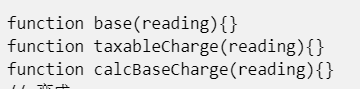 function base(reading){}
function taxableCharge(reading){}
function calcBaseCharge(reading){}
//